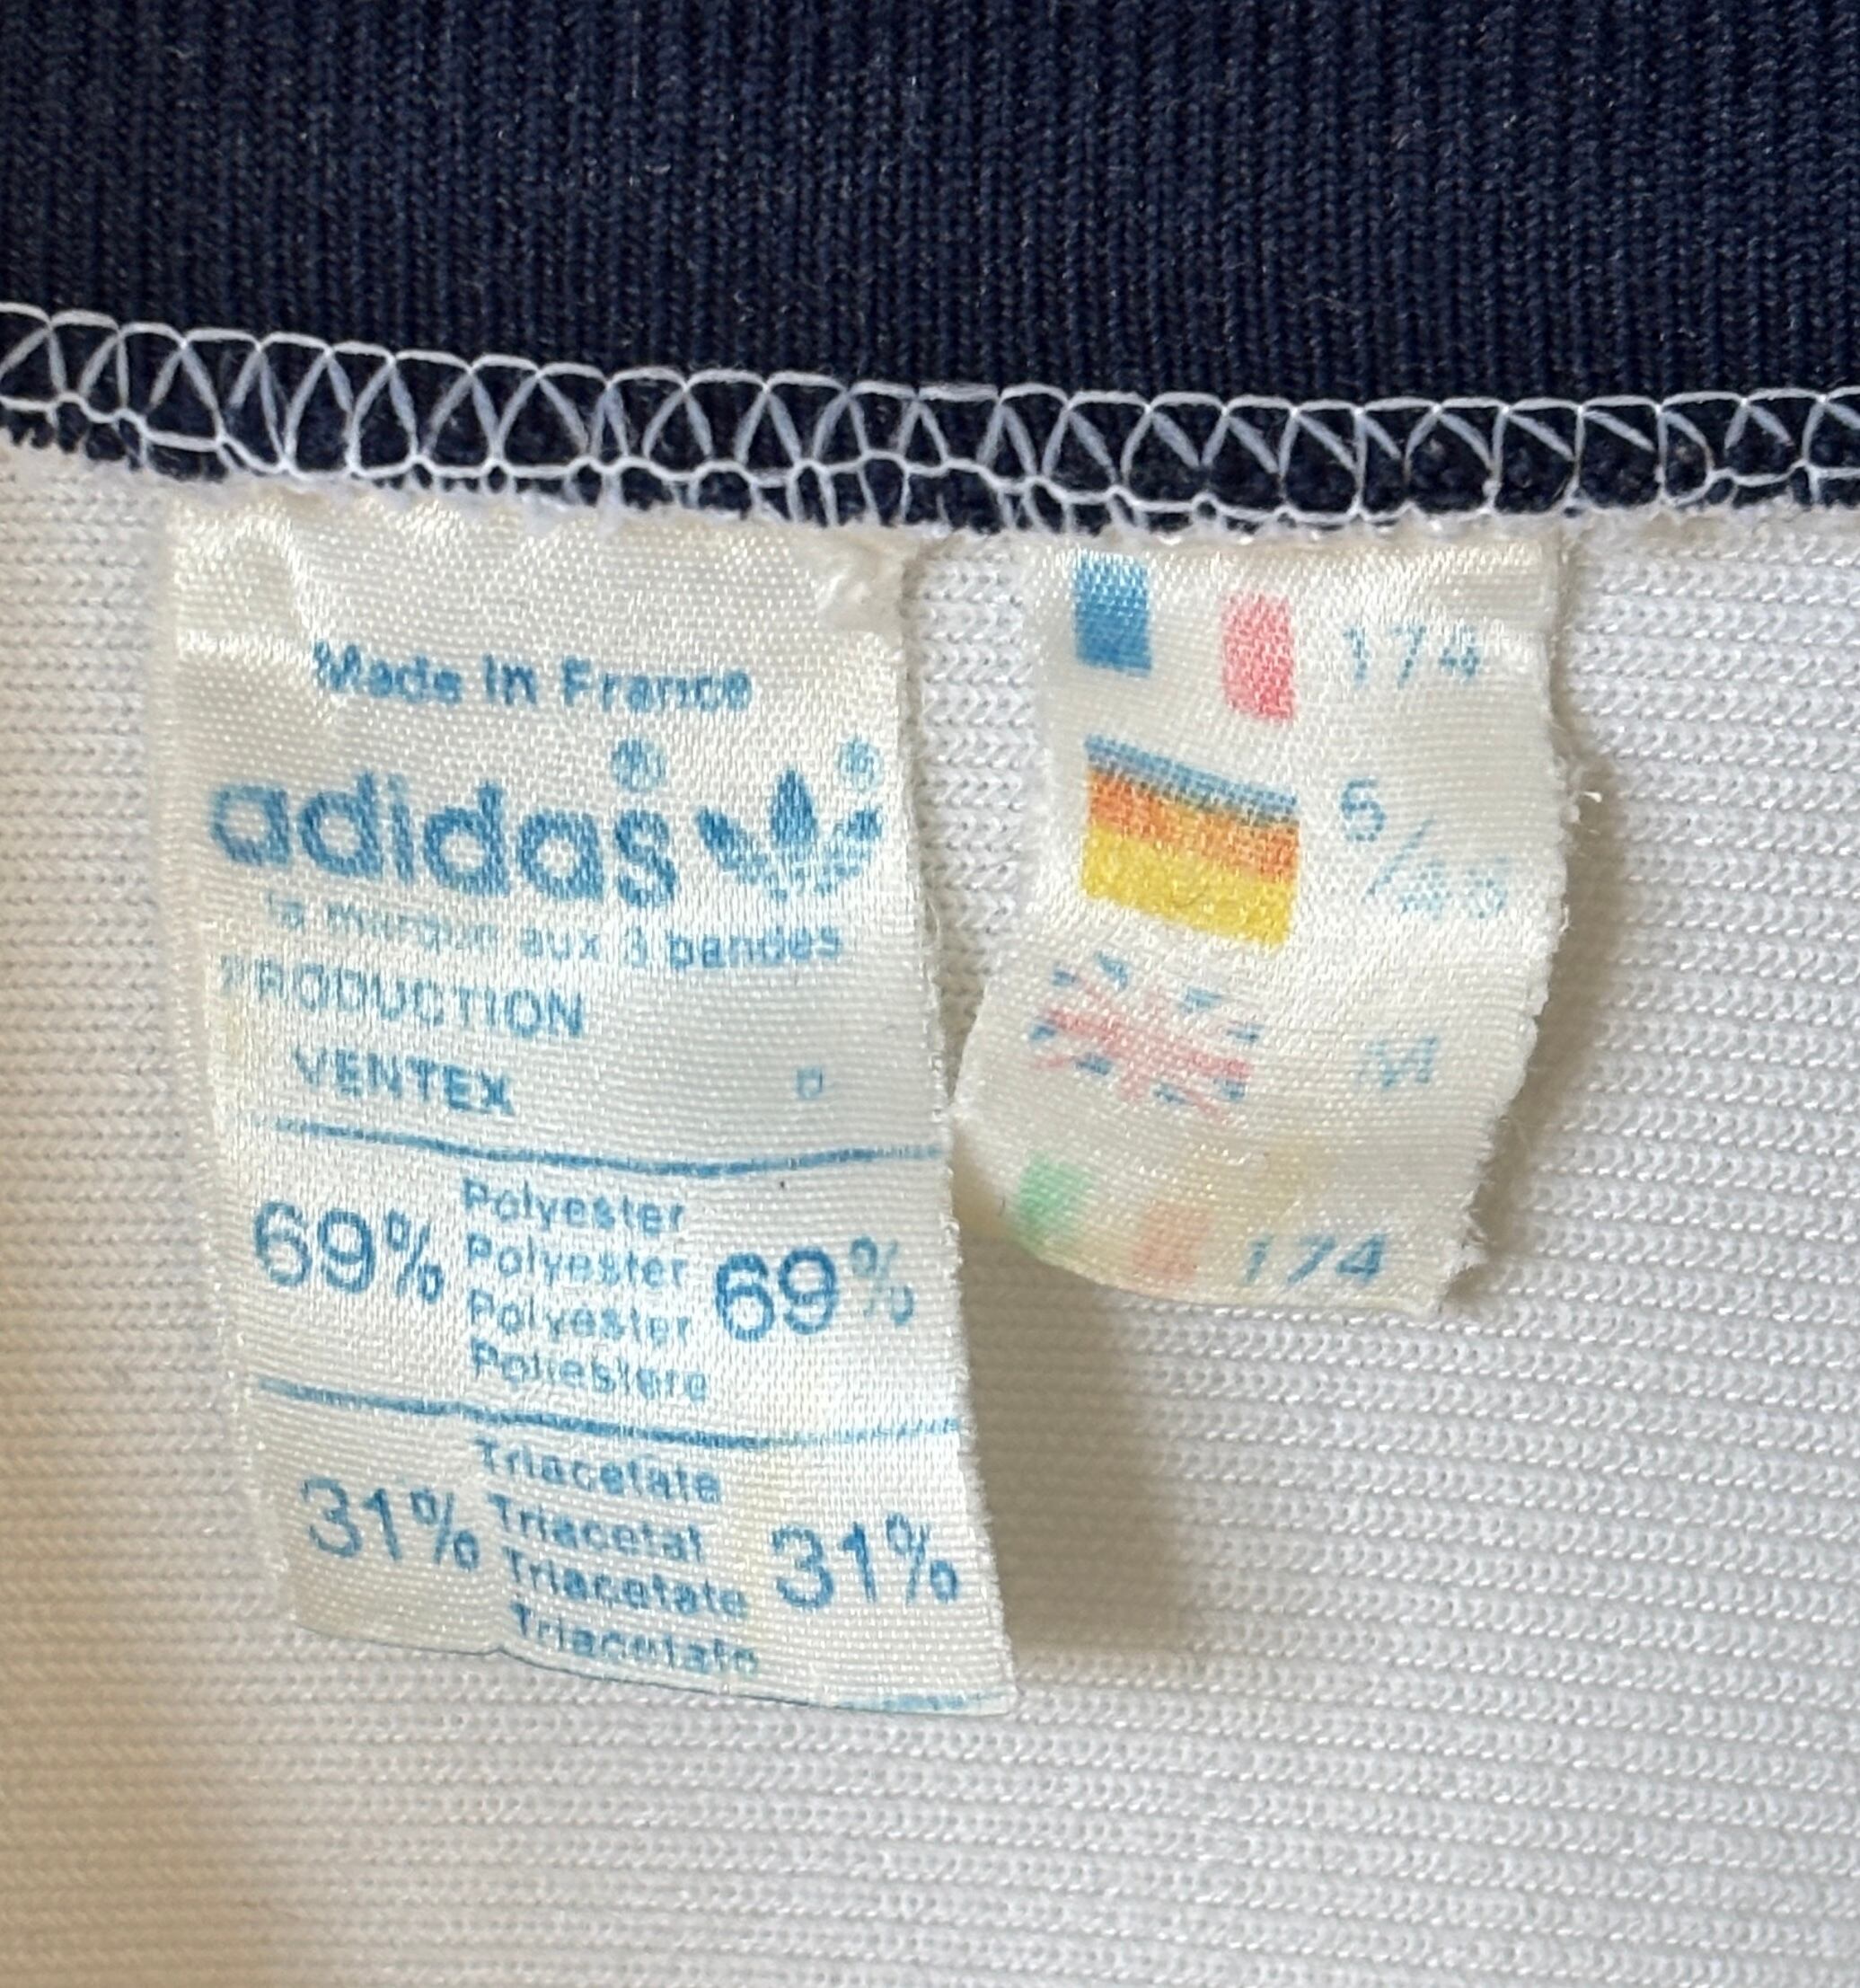 Made in France
adidas®
®
la marque aux 3 bandes
PRODUCTION
VENTEX
69% Polyester 69%
Polyester
Polyester
Poliestere
31% Triacetate 31%
Triacetat
Triacetate
Triacetato
174
5/
M
174